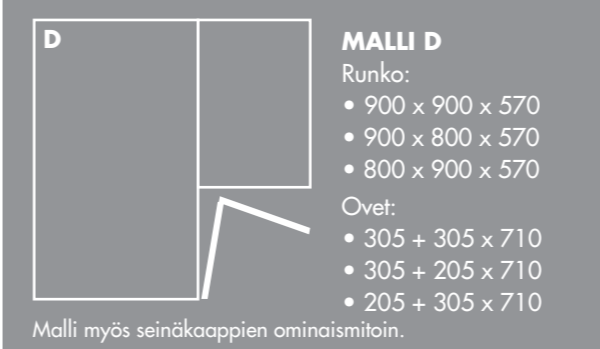 D
MALLI D
Runko:
• 900 x 900 x 570
• 900 x 800 x 570
• 800 x 900 x 570
Ovet:
• 305 + 305 x 710
• 305 + 205 x 710
• 205 + 305 x 710
Malli myös seinäkaappien ominaismitoin.